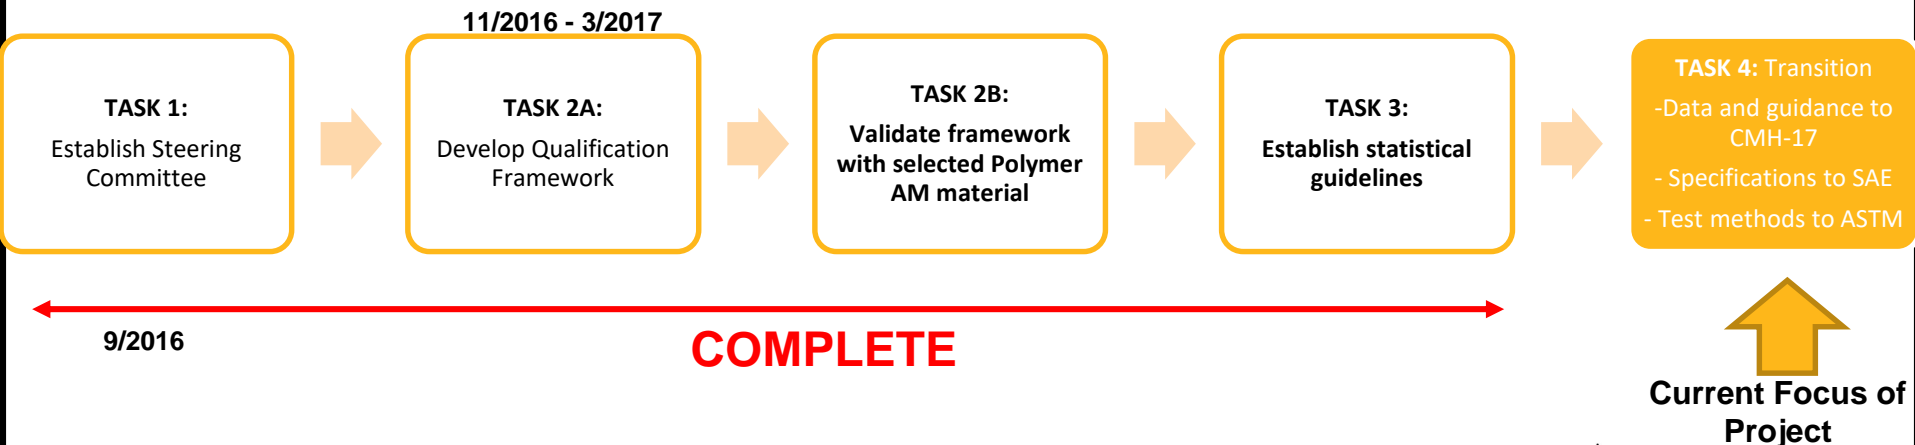 11/2016 - 3/2017
TASK 1:
Establish Steering
Committee
TASK 2A:
Develop Qualification
Framework
TASK 2B:
Validate framework
with selected Polymer
AM material
TASK 3:
Establish statistical
guidelines
TASK 4: Transition
-Data and guidance to
CMH-17
- Specifications to SAE
- Test methods to ASTM
9/2016
COMPLETE
Current Focus of
Project